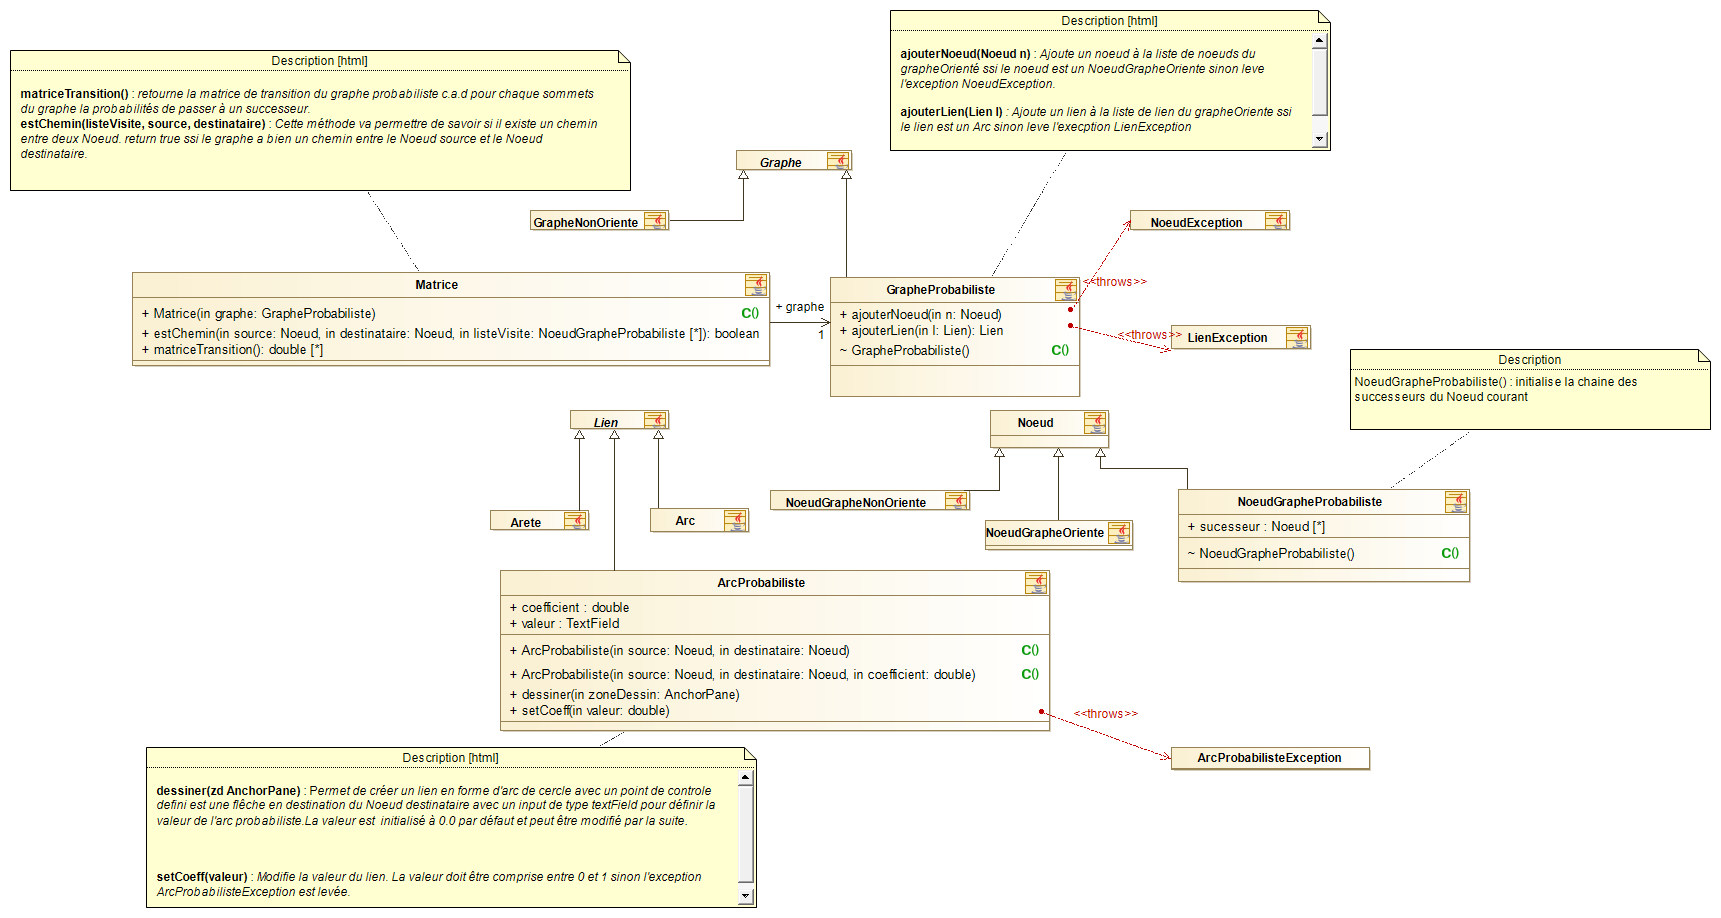 Description [html]
matriceTransition() : retourne la matrice de transition du graphe probabiliste c.a.d pour chaque sommets
du graphe la probabilités de passer à un successeur.
estChemin(listeVisite, source, destinataire) : Cette méthode va permettre de savoir si il existe un chemin
entre deux Noeud. return true ssi le graphe a bien un chemin entre le Noeud source et le Noeud
destinataire.
Description [html]
ajouterNoeud(Noeud n) : Ajoute un noeud à la liste de noeuds du
grapheOrienté ssi le noeud est un NoeudGrapheOriente sinon leve
l'exception NoeudException.
ajouterLien(Lien l) : Ajoute un lien à la liste de lien du grapheOriente ssi
le lien est un Arc sinon leve l'execption LienException
Graphe
GrapheNonOriente
NoeudException
Matrice
+ Matrice(in graphe: GrapheProbabiliste) C()
+ estChemin(in source: Noeud, in destinataire: Noeud, in listeVisite: NoeudGrapheProbabiliste [*]): boolean
+ matriceTransition(): double [*]
+ graphe
1
GrapheProbabiliste
+ ajouterNoeud(in n: Noeud)
+ ajouterLien(in l: Lien): Lien
~ GrapheProbabiliste() C()
<<throws>>
<<throws>>
LienException
Description
NoeudGrapheProbabiliste() : initialise la chaine des
successeurs du Noeud courant
Lien
Noeud
Arete
Arc
NoeudGrapheNonOriente
NoeudGrapheOriente
NoeudGrapheProbabiliste
+ sucesseur : Noeud [*]
~ NoeudGrapheProbabiliste() C()
ArcProbabiliste
+ coefficient : double
+ valeur : TextField
+ ArcProbabiliste(in source: Noeud, in destinataire: Noeud) C()
+ ArcProbabiliste(in source: Noeud, in destinataire: Noeud, in coefficient: double) C()
+ dessiner(in zoneDessin: AnchorPane)
+ setCoeff(in valeur: double)
<<throws>>
ArcProbabilisteException
Description [html]
dessiner(zd AnchorPane) : Permet de créer un lien en forme d'arc de cercle avec un point de controle
defini est une flêche en destination du Noeud destinataire avec un input de type textField pour définir la
valeur de l'arc probabiliste.La valeur est initialisé à 0.0 par défaut et peut être modifié par la suite.
setCoeff(valeur) : Modifie la valeur du lien. La valeur doit être comprise entre 0 et 1 sinon l'exception
ArcProbabilisteException est levée.